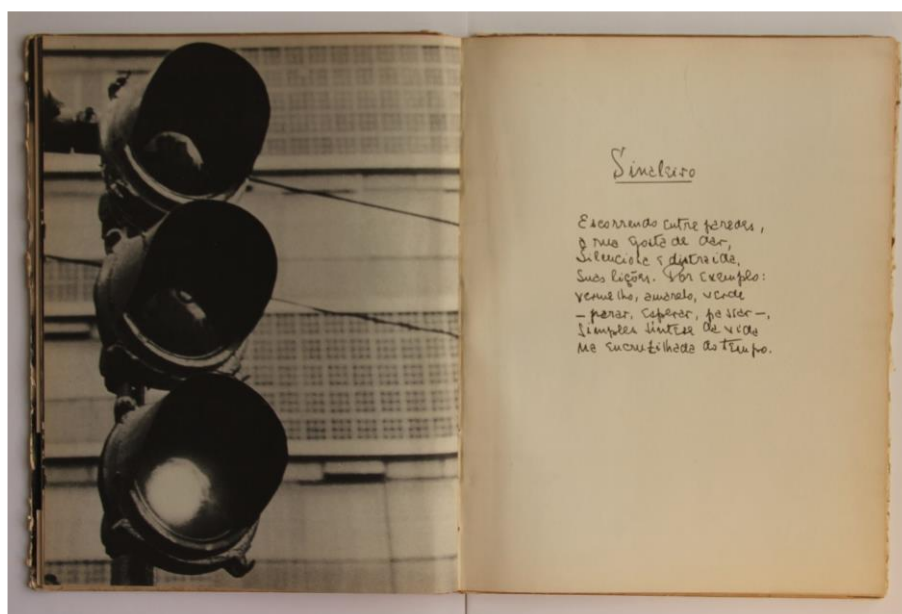 Sinaleiro
Escorrendo entre paredes,
a rua gosta de dar,
silenciosa e distraída,
suas lições. Por exemplo:
vermelho, amarelo, verde
— parar, esperar, passar —,
simples síntese da vida
na encruzilhada do tempo.